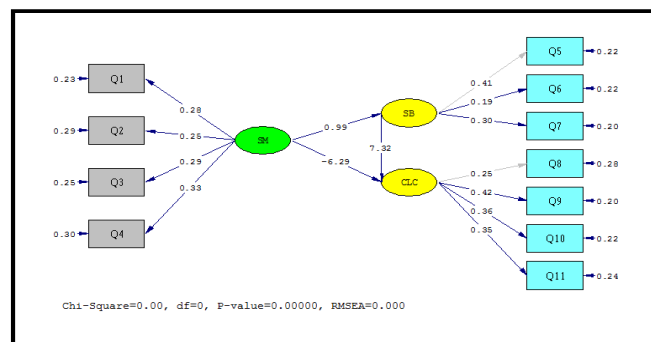 Q5
0.22
0.23
Q1
0.41
Q6
0.22
0.28
SB
0.19
0.99
0.30
Q7
0.20
0.29
Q2
0.25
SM
7.32
0.29
-6.29
0.25
Q8
0.28
0.25
Q3
0.33
CLC
0.42
Q9
0.20
0.36
0.30
Q4
0.35
Q10
0.22
Q11
0.24
Chi-Square=0.00, df=0, P-value=0.00000, RMSEA=0.000